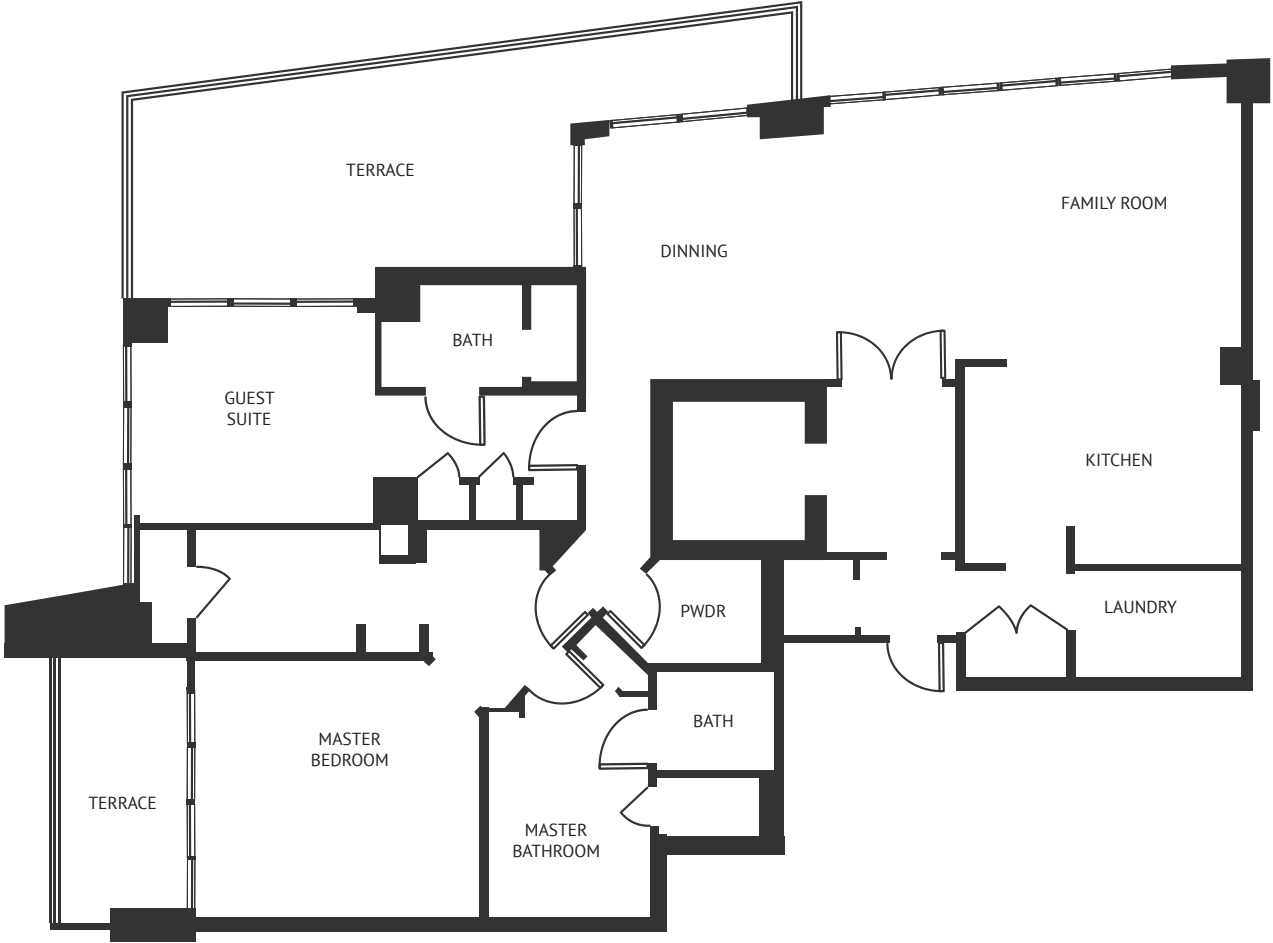 TERRACE
FAMILY ROOM
DINNING
BATH
GUEST
SUITE
KITCHEN
PWDR
LAUNDRY
BATH
MASTER
BEDROOM
TERRACE
MASTER
BATHROOM